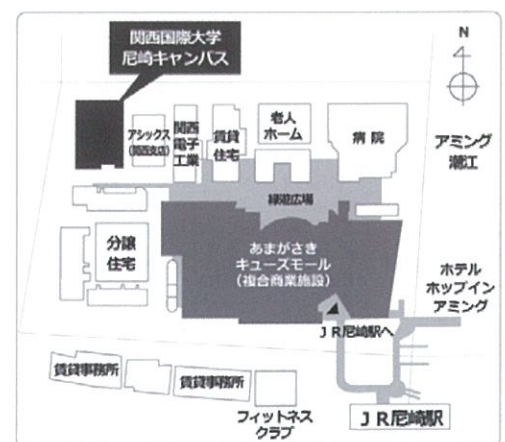 関西国際大学
尼崎キャンパス
N
アシックス
(関西支店)
関西
電子
工業
賃貸
住宅
老人
ホーム
病院
アミング
潮江
緑遊広場
分譲
住宅
あまがさき
キューズモール
(複合商業施設)
ホテル
ホップイン
アミング
JR尼崎駅へ
賃貸事務所
賃貸事務所
フィットネス
クラブ
JR尼崎駅